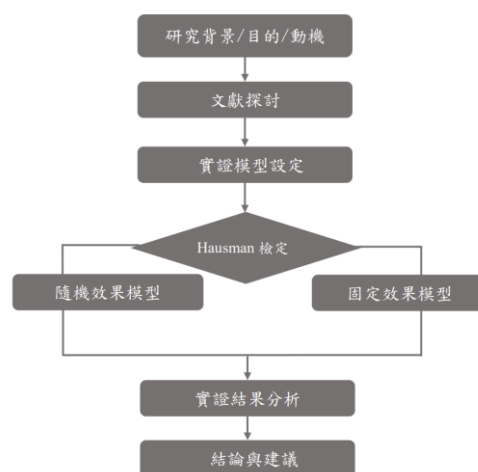 研究背景/目的/動機
文獻探討
實證模型設定
Hausman 檢定
隨機效果模型
固定效果模型
實證結果分析
結論與建議